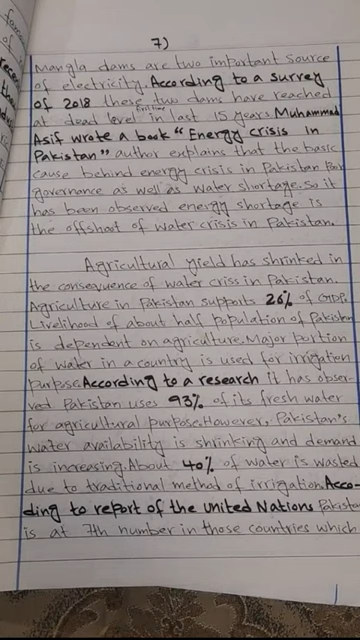 7)
Mangla dams are two important source
of electricity. According to a survey
of 2018 these two dams have reached
at dead level first time in last 15 years Muhammad
Asif wrote a book "Energy crisis in
Pakistan" author explains that the basic
cause behind energy crisis in Pakistan Poor
governance as well as water shortage. So it
has been observed energy shortage is
the offshoot of water crisis in Pakistan.
Agricultural yield has shrinked in
the consequence of water criss in Pakistan.
Agriculture in Pakistan supports 26% of GDP.
Livelihood of about half population of Pakistan
is dependent on agriculture. Major portion
of water in a country is used for irrigation
purpose. According to a research it has obser-
ved Pakistan uses 93% of its fresh water
for agricultural purpose. However, Pakistan's
water availability is shrinking and demand
is increasing. About 40% of water is wasted
due to traditional method of irrigation. Acco-
ding to report of the united Nations Pakistan
is at 7th number in those countries which